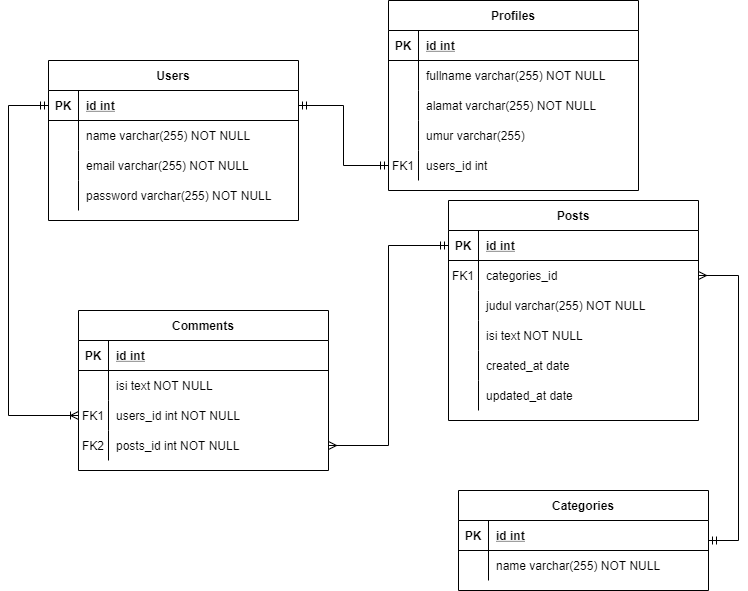 Profiles
PK id int
fullname varchar(255) NOT NULL
alamat varchar(255) NOT NULL
umur varchar(255)
FK1 users_id int
Users
PK id int
name varchar(255) NOT NULL
email varchar(255) NOT NULL
password varchar(255) NOT NULL
Posts
PK id int
FK1 categories_id
judul varchar(255) NOT NULL
isi text NOT NULL
created_at date
updated_at date
Comments
PK id int
isi text NOT NULL
FK1 users_id int NOT NULL
FK2 posts_id int NOT NULL
Categories
PK id int
name varchar(255) NOT NULL